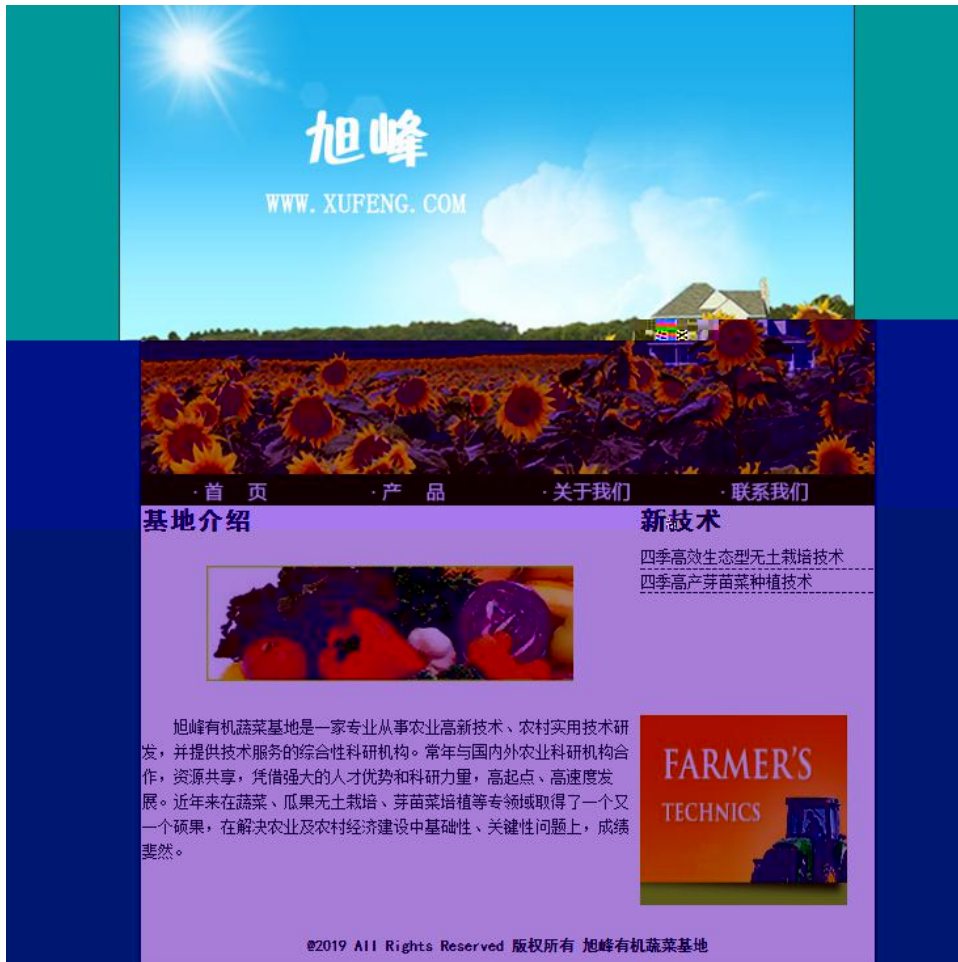 旭峰
WWW. XUFENG. COM
·首 页 ·产 品 ·关于我们 ·联系我们
基地介绍
新技术
四季高效生态型无土栽培技术
四季高产芽苗菜种植技术
旭峰有机蔬菜基地是一家专业从事农业高新技术、农村实用技术研
发，并提供技术服务的综合性科研机构。常年与国内外农业科研机构合
作，资源共享，凭借强大的人才优势和科研力量，高起点、高速度发
展。近年来在蔬菜、瓜果无土栽培、芽苗菜培植等专领域取得了一个又
一个硕果，在解决农业及农村经济建设中基础性、关键性问题上，成绩
斐然。
FARMER'S
TECHNICS
@2019 All Rights Reserved 版权所有 旭峰有机蔬菜基地